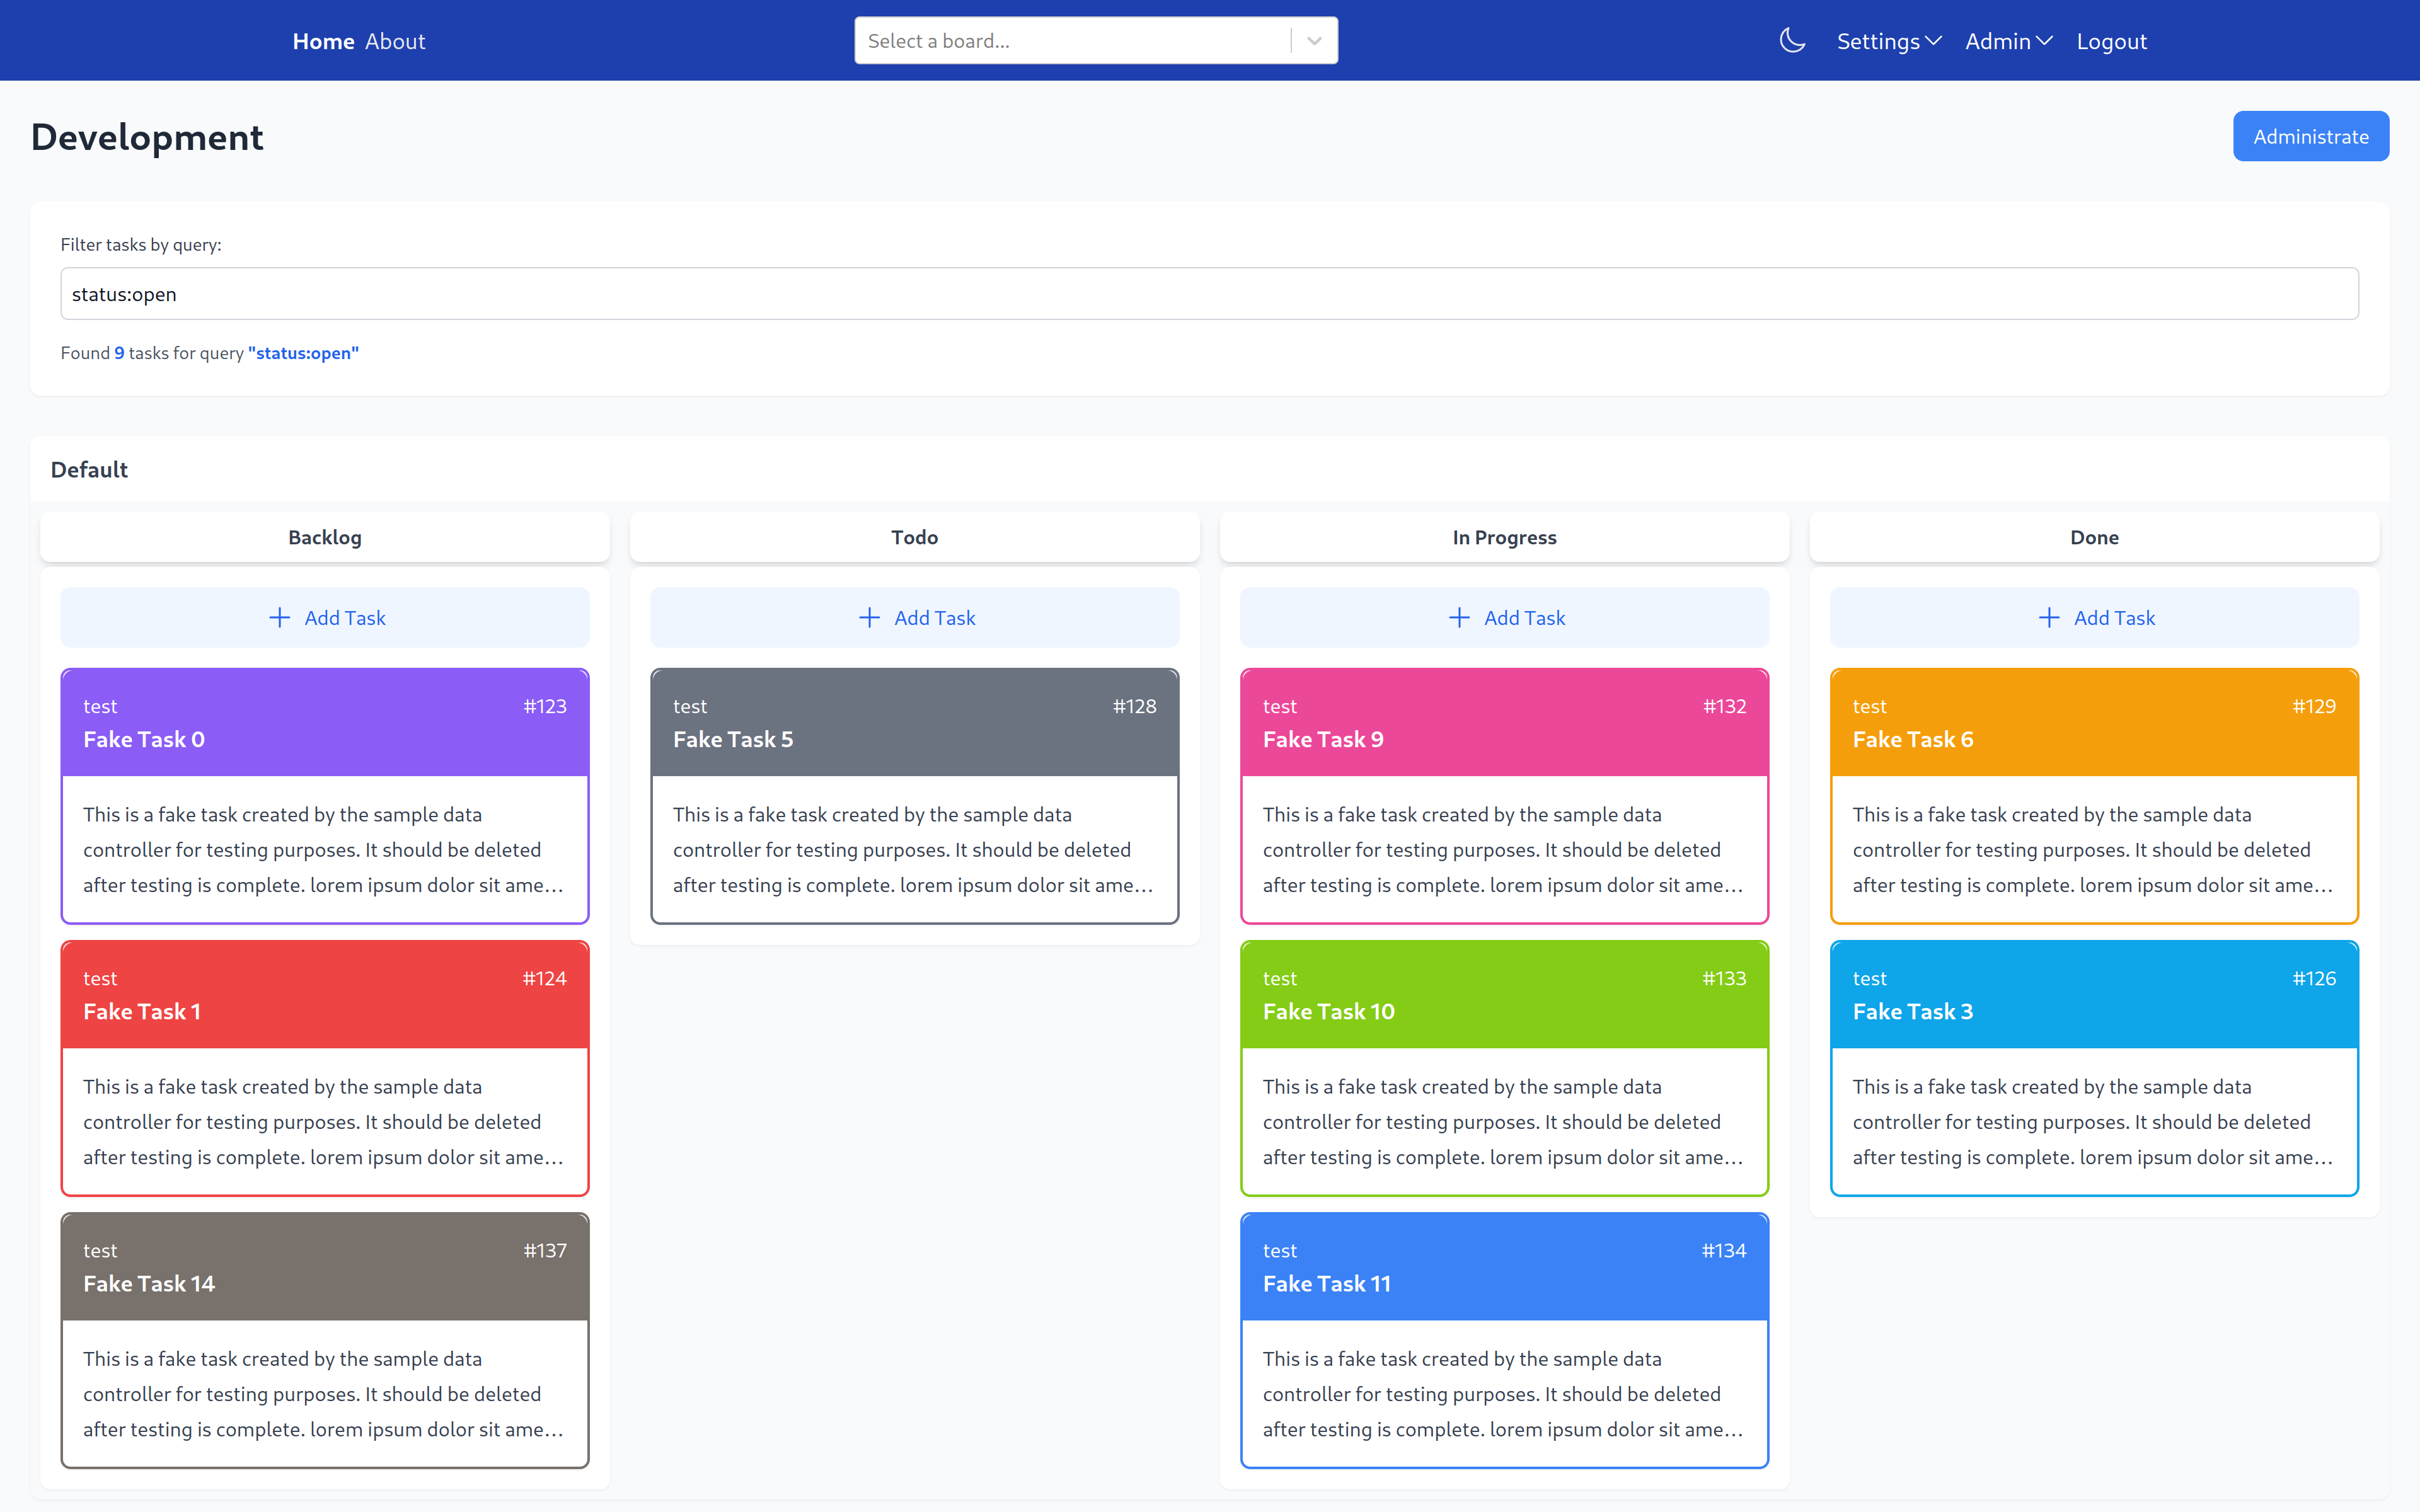 Home About
Select a board...
Settings Admin Logout
Development
Administrate
Filter tasks by query:
status:open
Found 9 tasks for query "status:open"
Default
Backlog
Add Task
test #123
Fake Task 0
This is a fake task created by the sample data
controller for testing purposes. It should be deleted
after testing is complete. lorem ipsum dolor sit ame...
test #124
Fake Task 1
This is a fake task created by the sample data
controller for testing purposes. It should be deleted
after testing is complete. lorem ipsum dolor sit ame...
test #137
Fake Task 14
This is a fake task created by the sample data
controller for testing purposes. It should be deleted
after testing is complete. lorem ipsum dolor sit ame...
Todo
Add Task
test #128
Fake Task 5
This is a fake task created by the sample data
controller for testing purposes. It should be deleted
after testing is complete. lorem ipsum dolor sit ame...
In Progress
Add Task
test #132
Fake Task 9
This is a fake task created by the sample data
controller for testing purposes. It should be deleted
after testing is complete. lorem ipsum dolor sit ame...
test #133
Fake Task 10
This is a fake task created by the sample data
controller for testing purposes. It should be deleted
after testing is complete. lorem ipsum dolor sit ame...
test #134
Fake Task 11
This is a fake task created by the sample data
controller for testing purposes. It should be deleted
after testing is complete. lorem ipsum dolor sit ame...
Done
Add Task
test #129
Fake Task 6
This is a fake task created by the sample data
controller for testing purposes. It should be deleted
after testing is complete. lorem ipsum dolor sit ame...
test #126
Fake Task 3
This is a fake task created by the sample data
controller for testing purposes. It should be deleted
after testing is complete. lorem ipsum dolor sit ame...